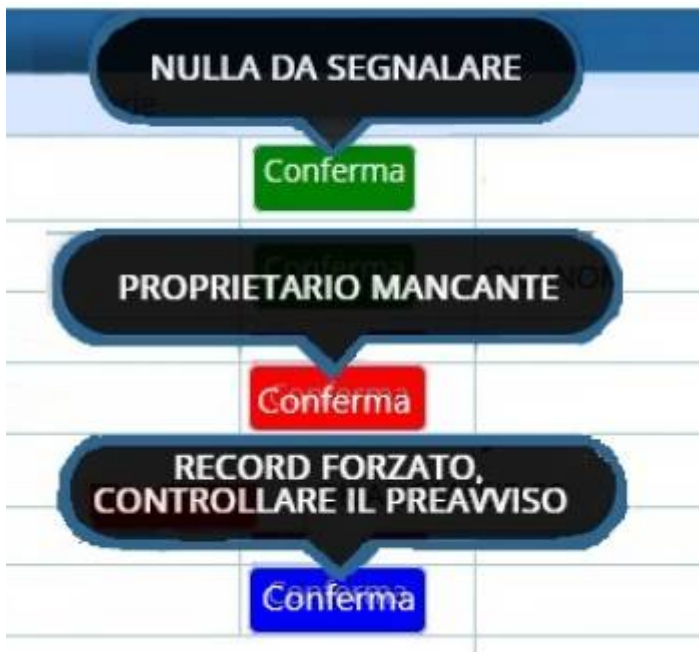 NULLA DA SEGNALARE
Conferma
PROPRIETARIO MANCANTE
Conferma
RECORD FORZATO,
CONTROLLARE IL PREAVVISO
Conferma